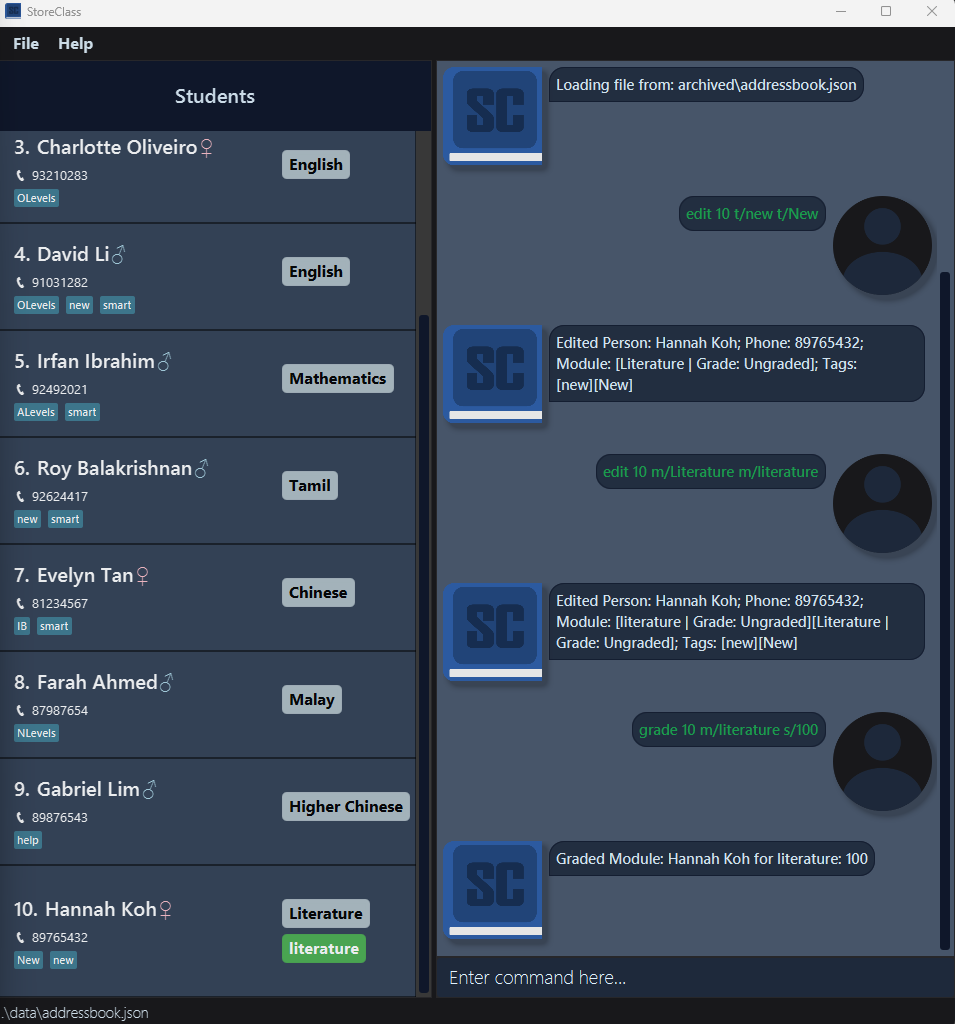 StoreClass
File Help
Students
3. Charlotte Oliveiro♀
93210283
OLevels
English
4. David Li♂
91031282
OLevels new smart
English
5. Irfan Ibrahim♂
92492021
ALevels smart
Mathematics
6. Roy Balakrishnan♂
92624417
new smart
Tamil
7. Evelyn Tan♀
81234567
IB smart
Chinese
8. Farah Ahmed♂
87987654
NLevels
Malay
9. Gabriel Lim♂
89876543
help
Higher Chinese
10. Hannah Koh♀
89765432
New new
Literature
literature
SC
Loading file from: archived\addressbook.json
edit 10 t/new t/New
SC
Edited Person: Hannah Koh; Phone: 89765432;
Module: [Literature | Grade: Ungraded]; Tags:
[new][New]
edit 10 m/Literature m/literature
SC
Edited Person: Hannah Koh; Phone: 89765432;
Module: [literature | Grade: Ungraded][Literature |
Grade: Ungraded]; Tags: [new][New]
grade 10 m/literature s/100
SC
Graded Module: Hannah Koh for literature: 100
Enter command here...
.\data\addressbook.json